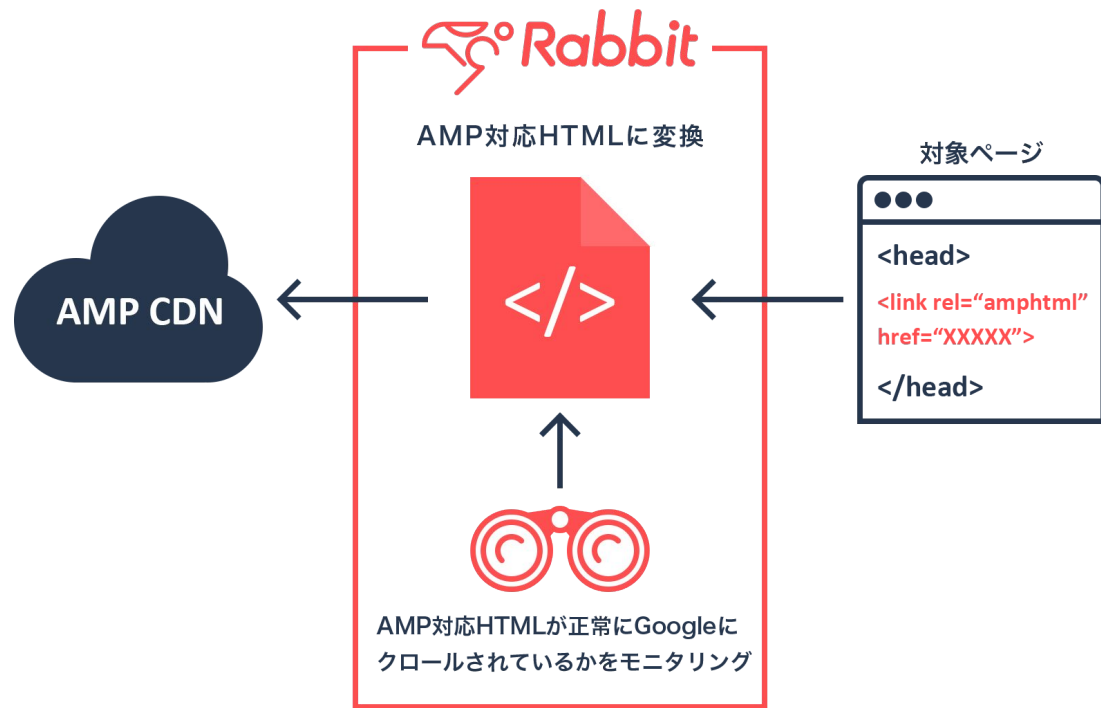 Rabbit
AMP対応HTMLに変換
対象ページ
<head>
<link rel=“amphtml”
href=“XXXXX”>
</head>
</>
AMP CDN
AMP対応HTMLが正常にGoogleに
クロールされているかをモニタリング